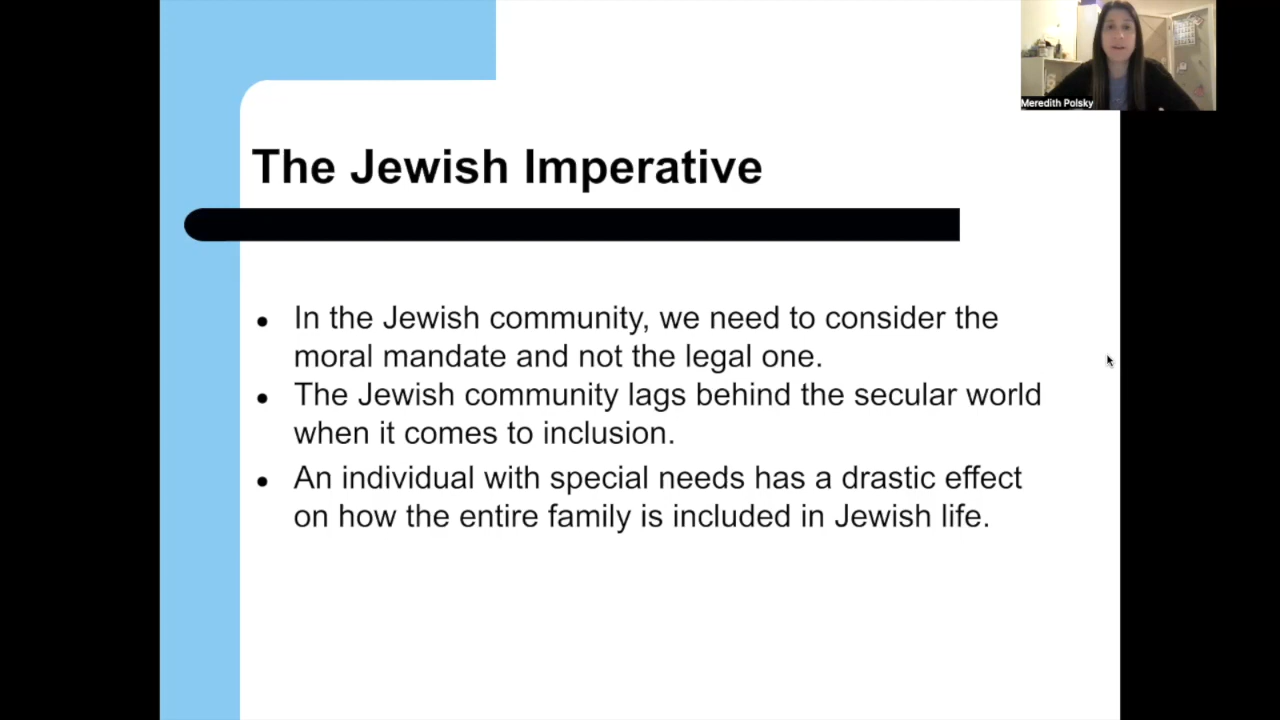 Meredith Polsky
The Jewish Imperative
In the Jewish community, we need to consider the
moral mandate and not the legal one.
The Jewish community lags behind the secular world
when it comes to inclusion.
An individual with special needs has a drastic effect
on how the entire family is included in Jewish life.